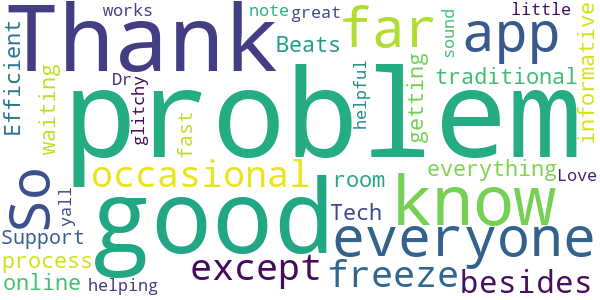 works
note
great
little
Thank
far
app
Efficient
Beats
sound
informative
waiting
Dr
glitchy
fast
helpful
getting
traditional
problem
occasional
everything
Love
So
yall
good
room
know
Tech
Support
everyone
process
except
freeze
besides
online
helping